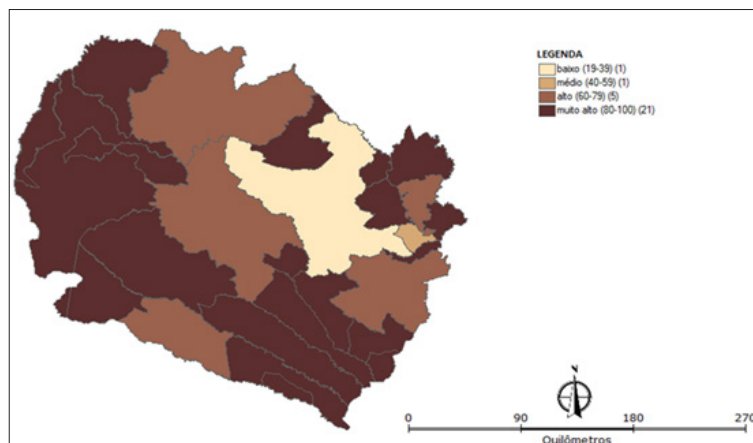 LEGENDA
baixo (19-39) (1)
médio (40-59) (1)
alto (60-79) (5)
muito alto (80-100) (21)
N
0 90 180 270
Quilômetros